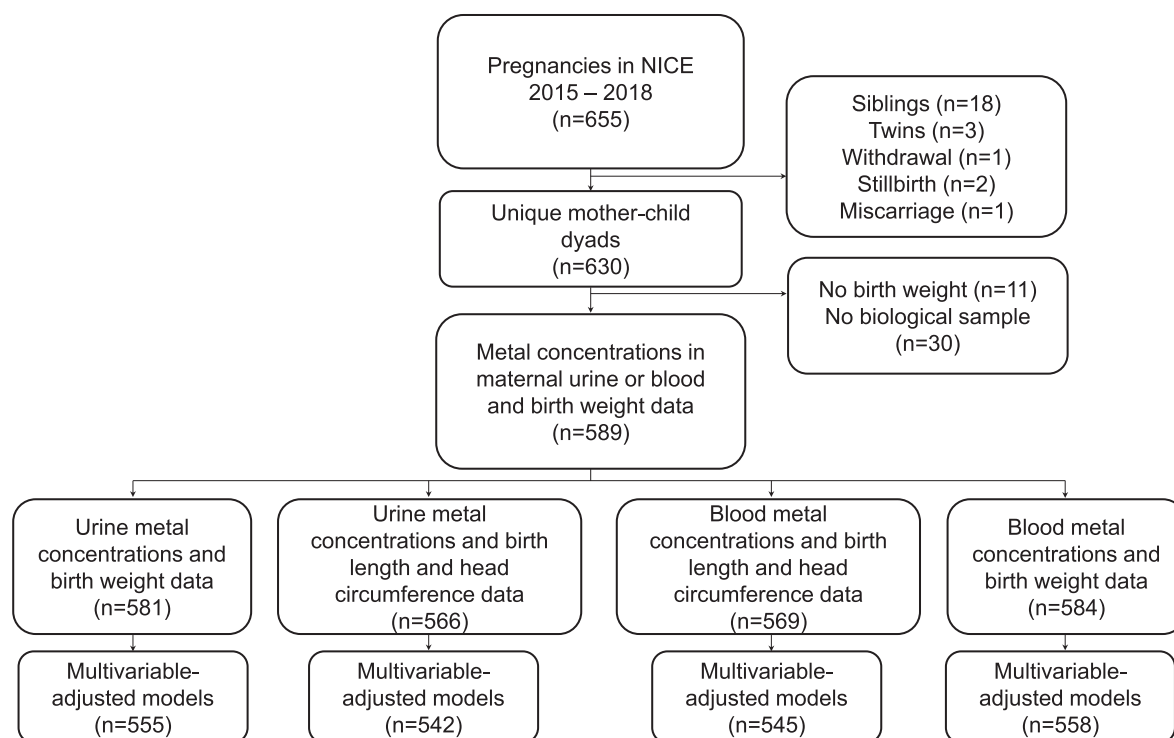 Pregnancies in NICE
2015 – 2018
(n=655)
Siblings (n=18)
Twins (n=3)
Withdrawal (n=1)
Stillbirth (n=2)
Miscarriage (n=1)
Unique mother-child
dyads
(n=630)
No birth weight (n=11)
No biological sample
(n=30)
Metal concentrations in
maternal urine or blood
and birth weight data
(n=589)
Urine metal
concentrations and
birth weight data
(n=581)
Urine metal
concentrations and birth
length and head
circumference data
(n=566)
Blood metal
concentrations and birth
length and head
circumference data
(n=569)
Blood metal
concentrations and
birth weight data
(n=584)
Multivariable-
adjusted models
(n=555)
Multivariable-
adjusted models
(n=542)
Multivariable-
adjusted models
(n=545)
Multivariable-
adjusted models
(n=558)